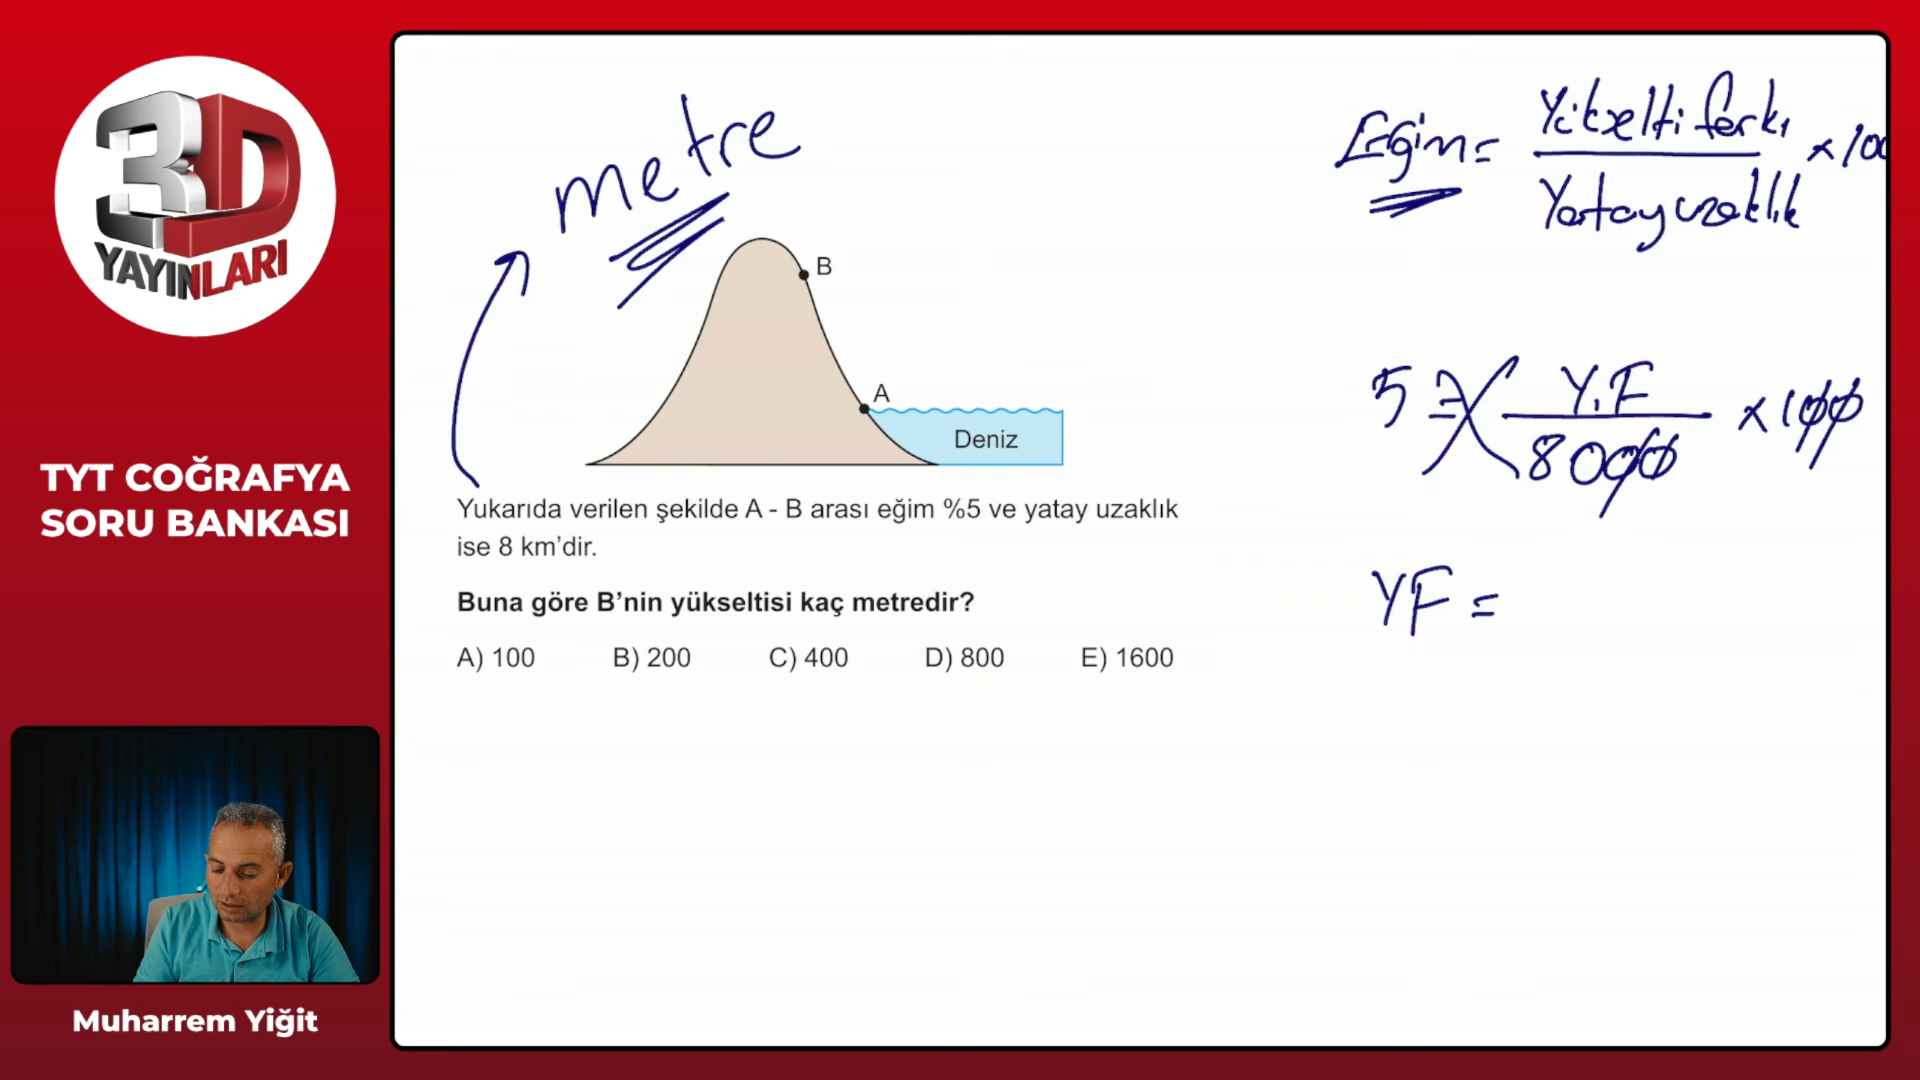 3D
YAYINLARI
TYT COĞRAFYA
SORU BANKASI
Muharrem Yiğit
metre
B
A
Deniz
Yukarıda verilen şekilde A - B arası eğim %5 ve yatay uzaklık
ise 8 km’dir.
Buna göre B’nin yükseltisi kaç metredir?
A) 100 B) 200 C) 400 D) 800 E) 1600
Eğim = Yükselti farkı x 100
Yatay uzaklık
5 = Y.F x 100
8000
YF =